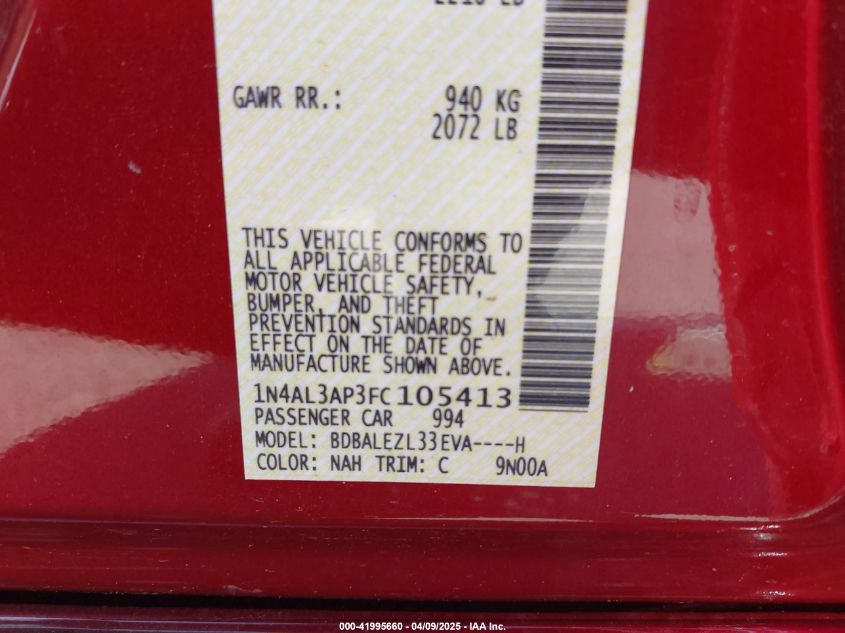 GAWR RR.: 940 KG
2072 LB
THIS VEHICLE CONFORMS TO
ALL APPLICABLE FEDERAL
MOTOR VEHICLE SAFETY,
BUMPER, AND THEFT
PREVENTION STANDARDS IN
EFFECT ON THE DATE OF
MANUFACTURE SHOWN ABOVE.
1N4AL3AP3FC105413
PASSENGER CAR 994
MODEL: BDBALEZL33EVA----H
COLOR: NAH TRIM: C 9N00A
000-41995660 - 04/09/2025 - IAA Inc.